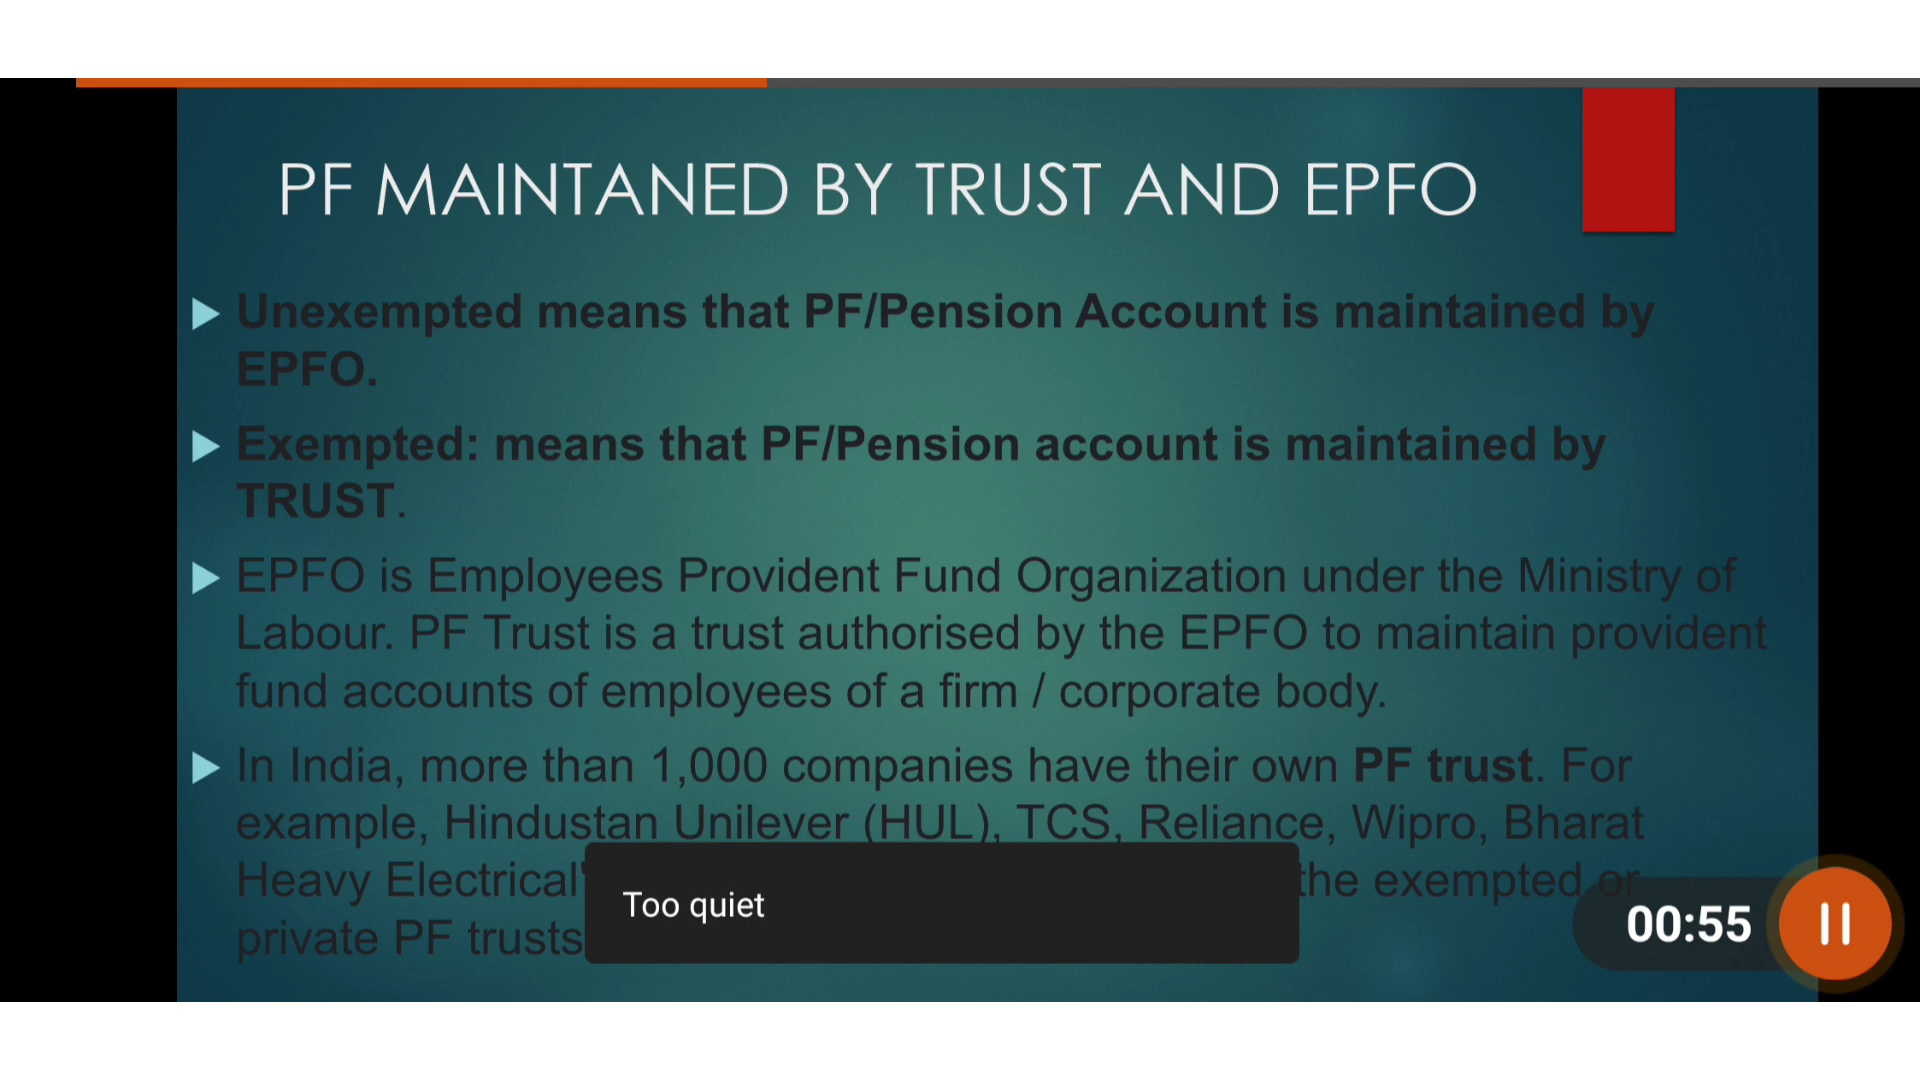 PF MAINTANED BY TRUST AND EPFO
Unexempted means that PF/Pension Account is maintained by
EPFO.
Exempted: means that PF/Pension account is maintained by
TRUST.
EPFO is Employees Provident Fund Organization under the Ministry of
Labour. PF Trust is a trust authorised by the EPFO to maintain provident
fund accounts of employees of a firm / corporate body.
In India, more than 1,000 companies have their own PF trust. For
example, Hindustan Unilever (HUL), TCS, Reliance, Wipro, Bharat
Heavy Electrical the exempted or
private PF trusts
Too quiet
00:55